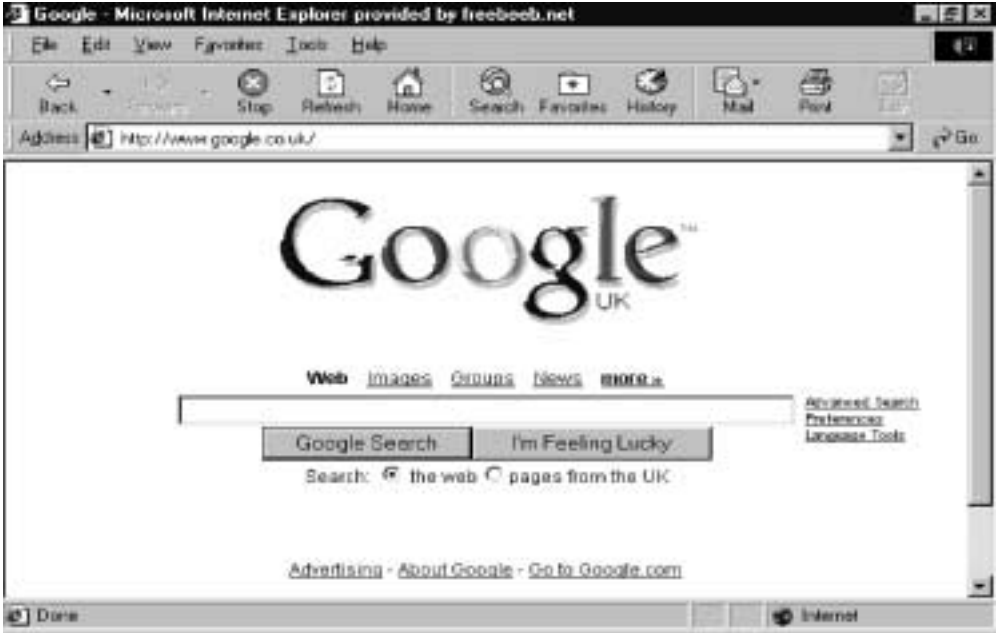 Google - Microsoft Internet Explorer provided by freebeeb.net
File Edit View Favorites Tools Help
Back Forward Stop Refresh Home Search Favorites History Mail Print Edit
Address http://www.google.co.uk/ Go
Google™
UK
Web Images Groups News more »
Advanced Search
Preferences
Language Tools
Google Search I'm Feeling Lucky
Search: the web pages from the UK
Advertising - About Google - Go to Google.com
Done Internet